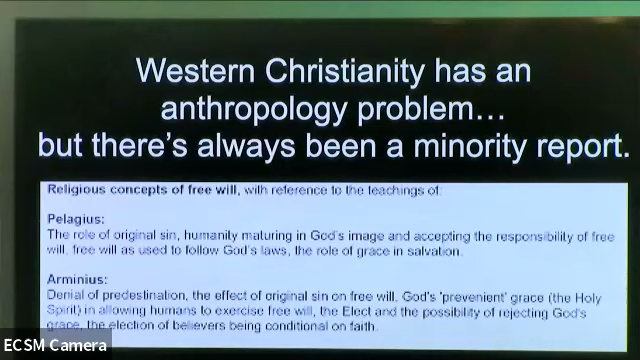 Western Christianity has an
anthropology problem...
but there's always been a minority report.
Religious concepts of free will, with reference to the teachings of:
Pelagius:
The role of original sin, humanity maturing in God's image and accepting the responsibility of free
will, free will as used to follow God's laws, the role of grace in salvation.
Arminius:
Denial of predestination, the effect of original sin on free will. God's 'prevenient' grace (the Holy
Spirit) in allowing humans to exercise free will, the Elect and the possibility of rejecting God's
grace, the election of believers being conditional on faith.
ECSM Camera